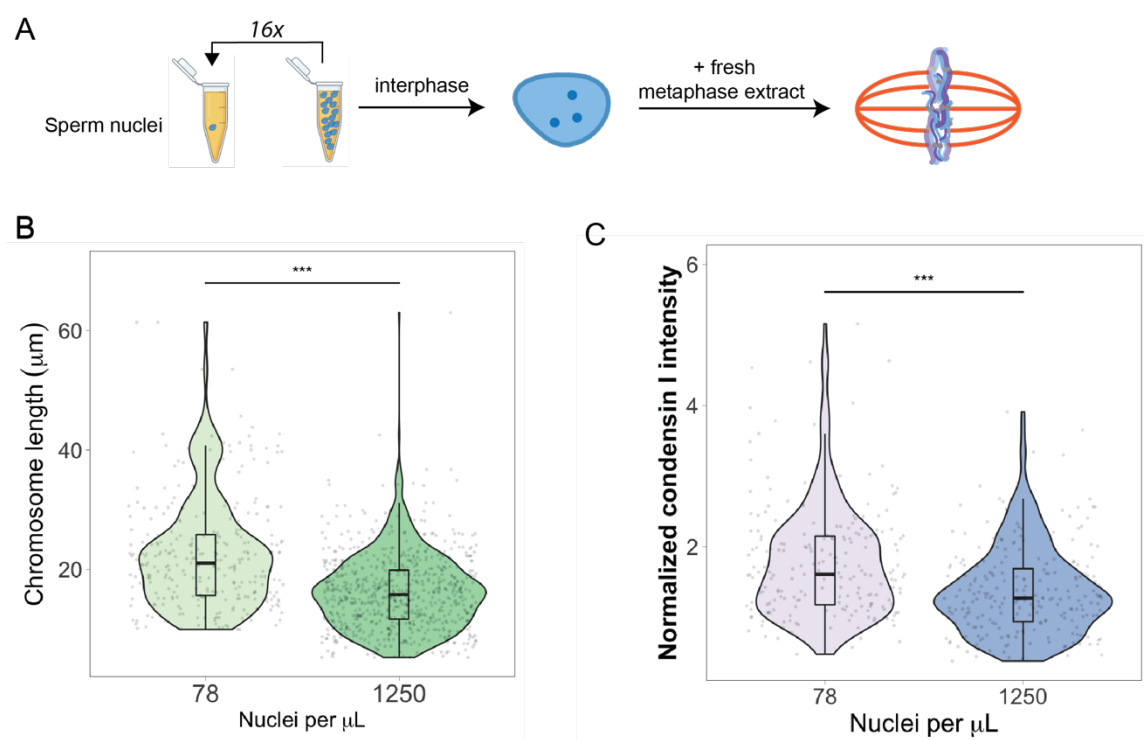 A
16x
Sperm nuclei
interphase
+ fresh
metaphase extract
B
Chromosome length (μm)
60
40
20
***
78
1250
Nuclei per μL
C
Normalized condensin I intensity
6
4
2
***
78
1250
Nuclei per μL